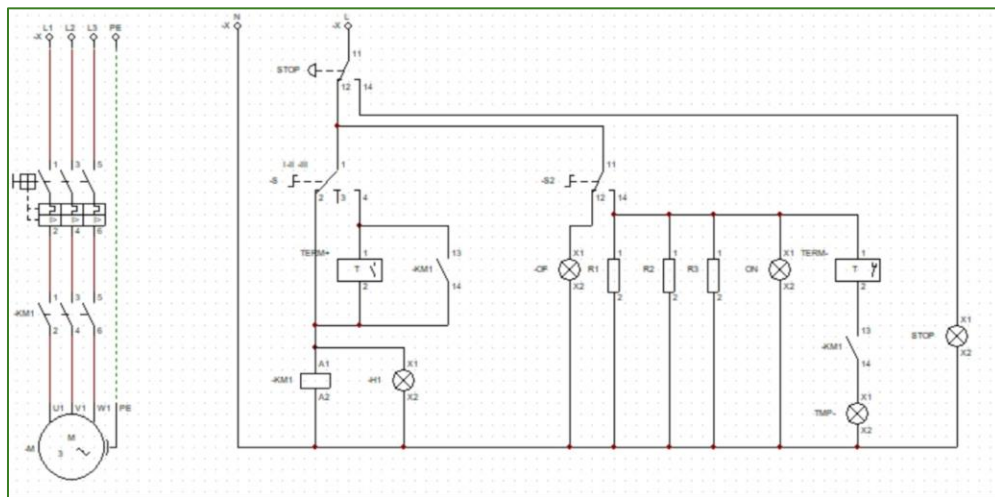 L1 L2 L3 PE
-X
N
-X
L
-X
11
STOP
12 14
I-II -III
1
-S
2 3 4
11
-S2
12 14
1 3 5
2 4 6
TERM+
1
T
2
13
-KM1
14
X1
-OF
X2
1
R1
2
1
R2
2
1
R3
2
X1
ON
X2
TERM-
1
T
2
1 3 5
-KM1
2 4 6
13
-KM1
14
X1
STOP
X2
A1
-KM1
A2
X1
-H1
X2
X1
TMP-
X2
U1 V1 W1 PE
-M
M
3